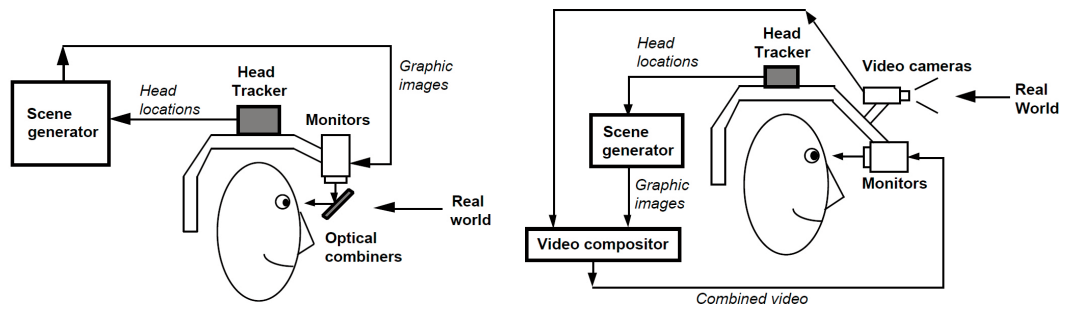 Scene
generator
Head
locations
Head
Tracker
Monitors
Graphic
images
Optical
combiners
Real
world
Head
locations
Head
Tracker
Video cameras
Real
World
Scene
generator
Graphic
images
Monitors
Video compositor
Combined video